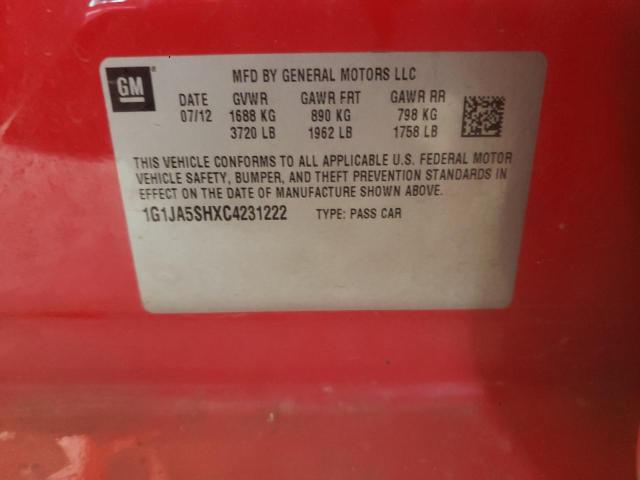 GM® MFD BY GENERAL MOTORS LLC
DATE GVWR GAWR FRT GAWR RR
07/12 1688 KG 890 KG 798 KG
3720 LB 1962 LB 1758 LB
THIS VEHICLE CONFORMS TO ALL APPLICABLE U.S. FEDERAL MOTOR
VEHICLE SAFETY, BUMPER, AND THEFT PREVENTION STANDARDS IN
EFFECT ON THE DATE OF MANUFACTURE SHOWN ABOVE.
1G1JA5SHXC4231222 TYPE: PASS CAR